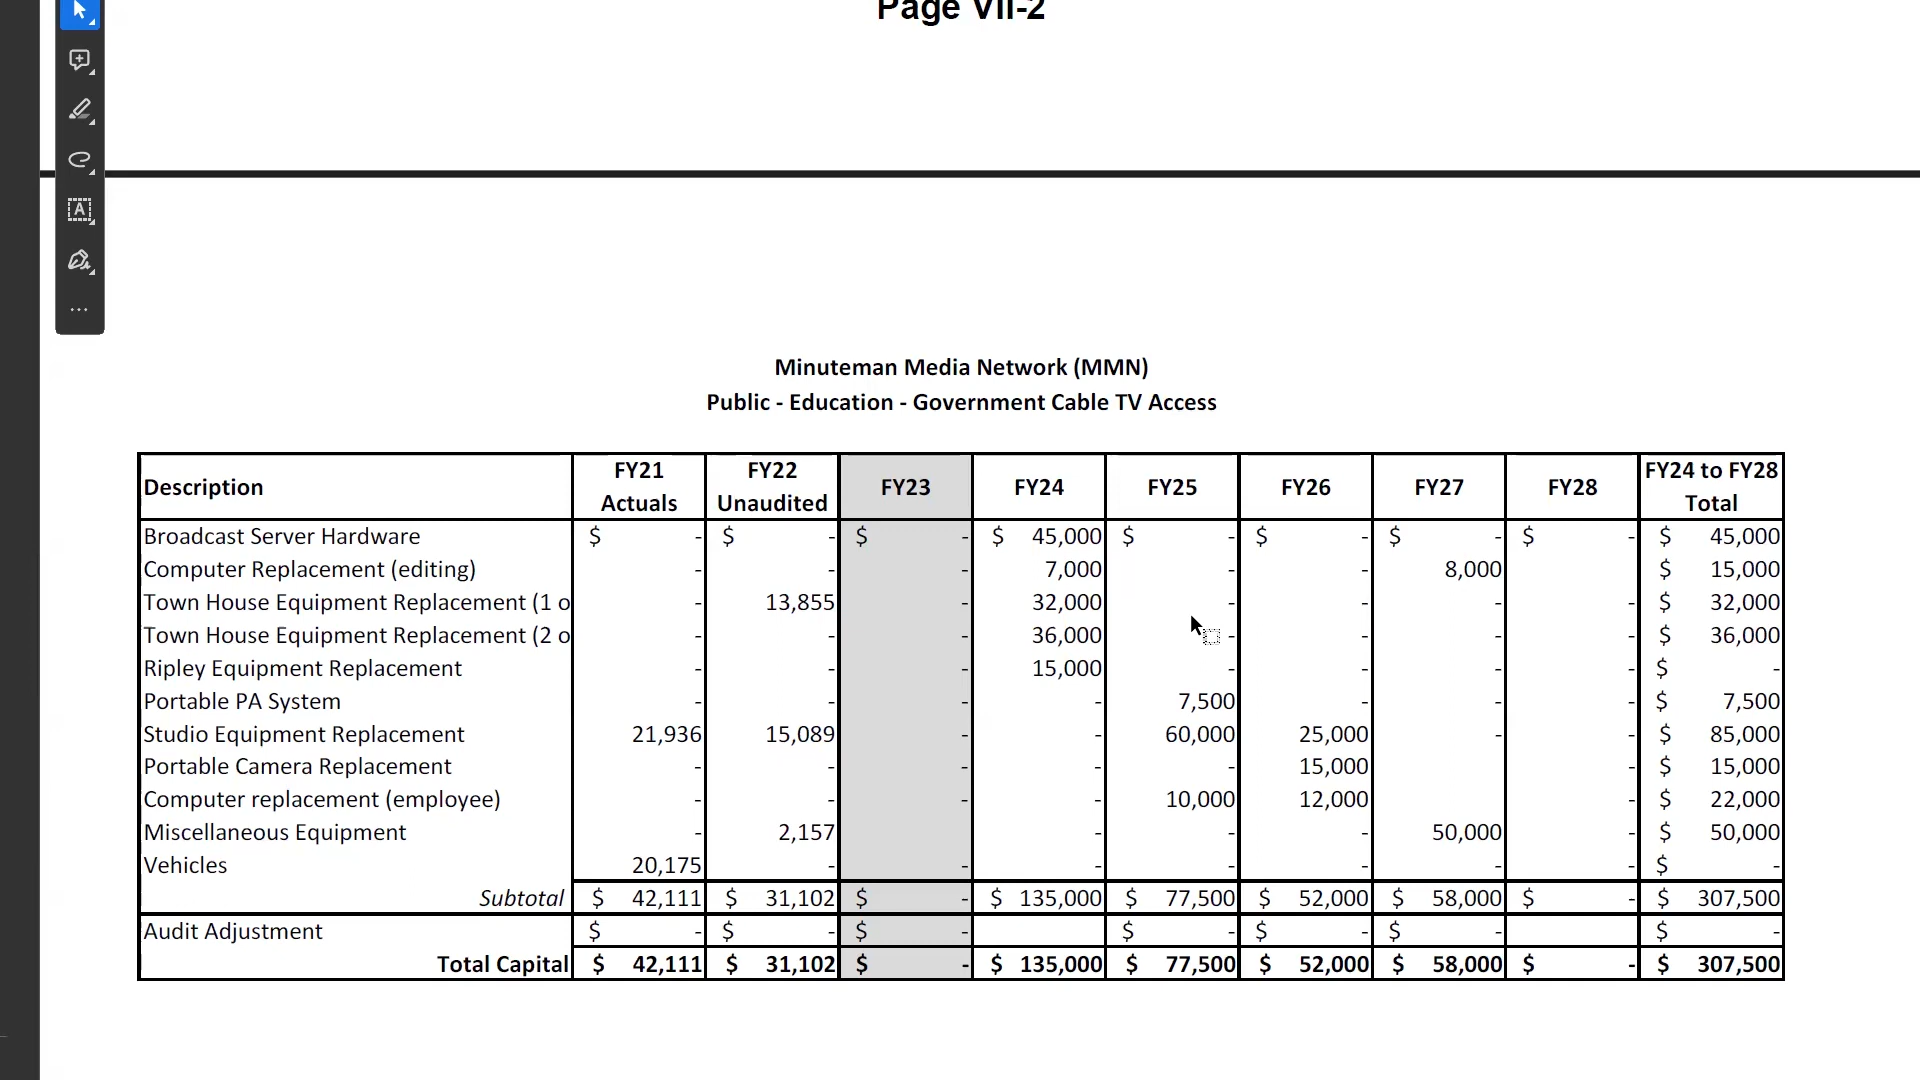 Page VII-2
Minuteman Media Network (MMN)
Public - Education - Government Cable TV Access
Description FY21 Actuals FY22 Unaudited FY23 FY24 FY25 FY26 FY27 FY28 FY24 to FY28 Total
Broadcast Server Hardware $ - $ - $ - $ 45,000 $ - $ - $ - $ - $ 45,000
Computer Replacement (editing) - - - 7,000 - - 8,000 $ 15,000
Town House Equipment Replacement (1 o - 13,855 - 32,000 - - - - $ 32,000
Town House Equipment Replacement (2 o - - - 36,000 - - - - $ 36,000
Ripley Equipment Replacement - - - 15,000 - - - - $ -
Portable PA System - - - - 7,500 - - - $ 7,500
Studio Equipment Replacement 21,936 15,089 - - 60,000 25,000 - - $ 85,000
Portable Camera Replacement - - - - - 15,000 - $ 15,000
Computer replacement (employee) - - - - 10,000 12,000 - $ 22,000
Miscellaneous Equipment - 2,157 - - - 50,000 - $ 50,000
Vehicles 20,175 - - - - - - - $ -
Subtotal $ 42,111 $ 31,102 $ - $ 135,000 $ 77,500 $ 52,000 $ 58,000 $ - $ 307,500
Audit Adjustment $ - $ - $ - $ - $ - $ - $ -
Total Capital $ 42,111 $ 31,102 $ - $ 135,000 $ 77,500 $ 52,000 $ 58,000 $ - $ 307,500